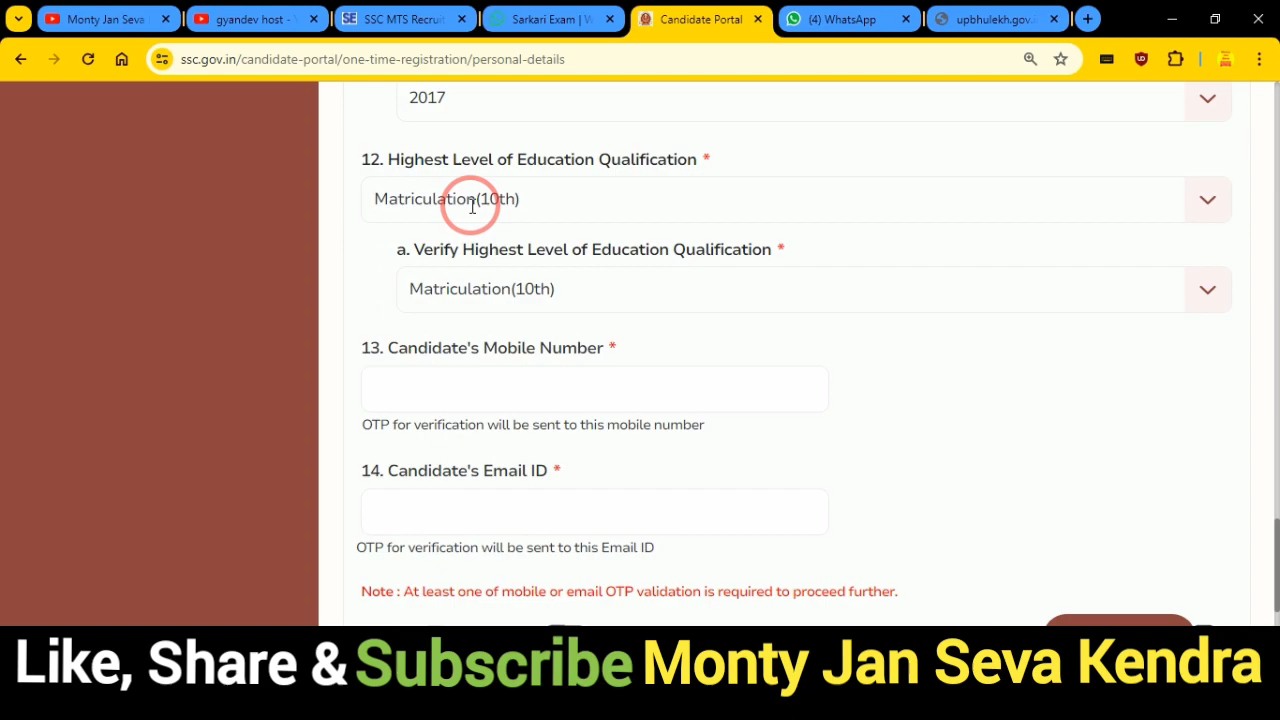 Monty Jan Seva
gyandev host - 
SSC MTS Recruit
Sarkari Exam | W
Candidate Portal
(4) WhatsApp
upbhulekh.gov.i
ssc.gov.in/candidate-portal/one-time-registration/personal-details
2017
12. Highest Level of Education Qualification *
Matriculation(10th)
a. Verify Highest Level of Education Qualification *
Matriculation(10th)
13. Candidate's Mobile Number *
OTP for verification will be sent to this mobile number
14. Candidate's Email ID *
OTP for verification will be sent to this Email ID
Note : At least one of mobile or email OTP validation is required to proceed further.
Like, Share & Subscribe Monty Jan Seva Kendra